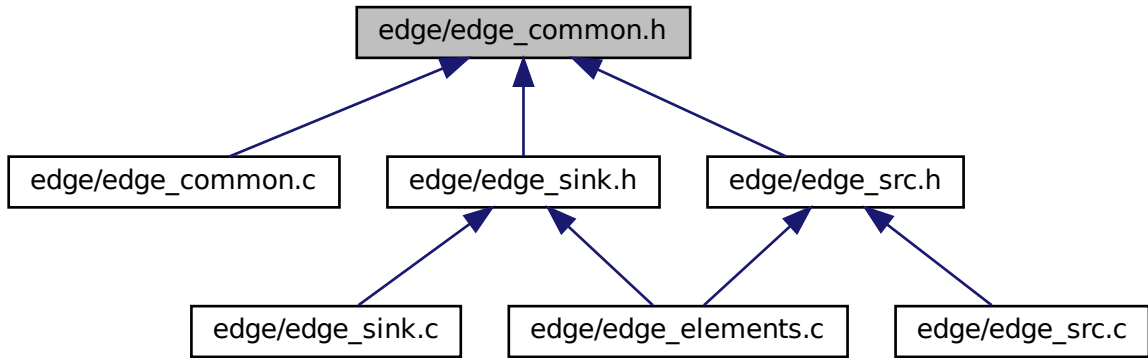 edge/edge_common.h
edge/edge_common.c
edge/edge_sink.h
edge/edge_src.h
edge/edge_sink.c
edge/edge_elements.c
edge/edge_src.c